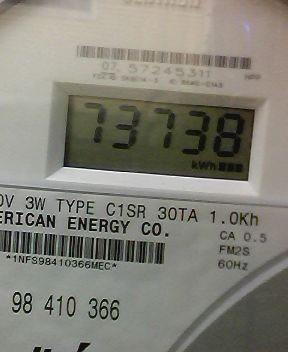 07 57245311
73738
kWh
0V 3W TYPE C1SR 30TA 1.0Kh
ERICAN ENERGY CO.
CA 0.5
FM2S
60Hz
*1NFS98410366MEC*
98 410 366